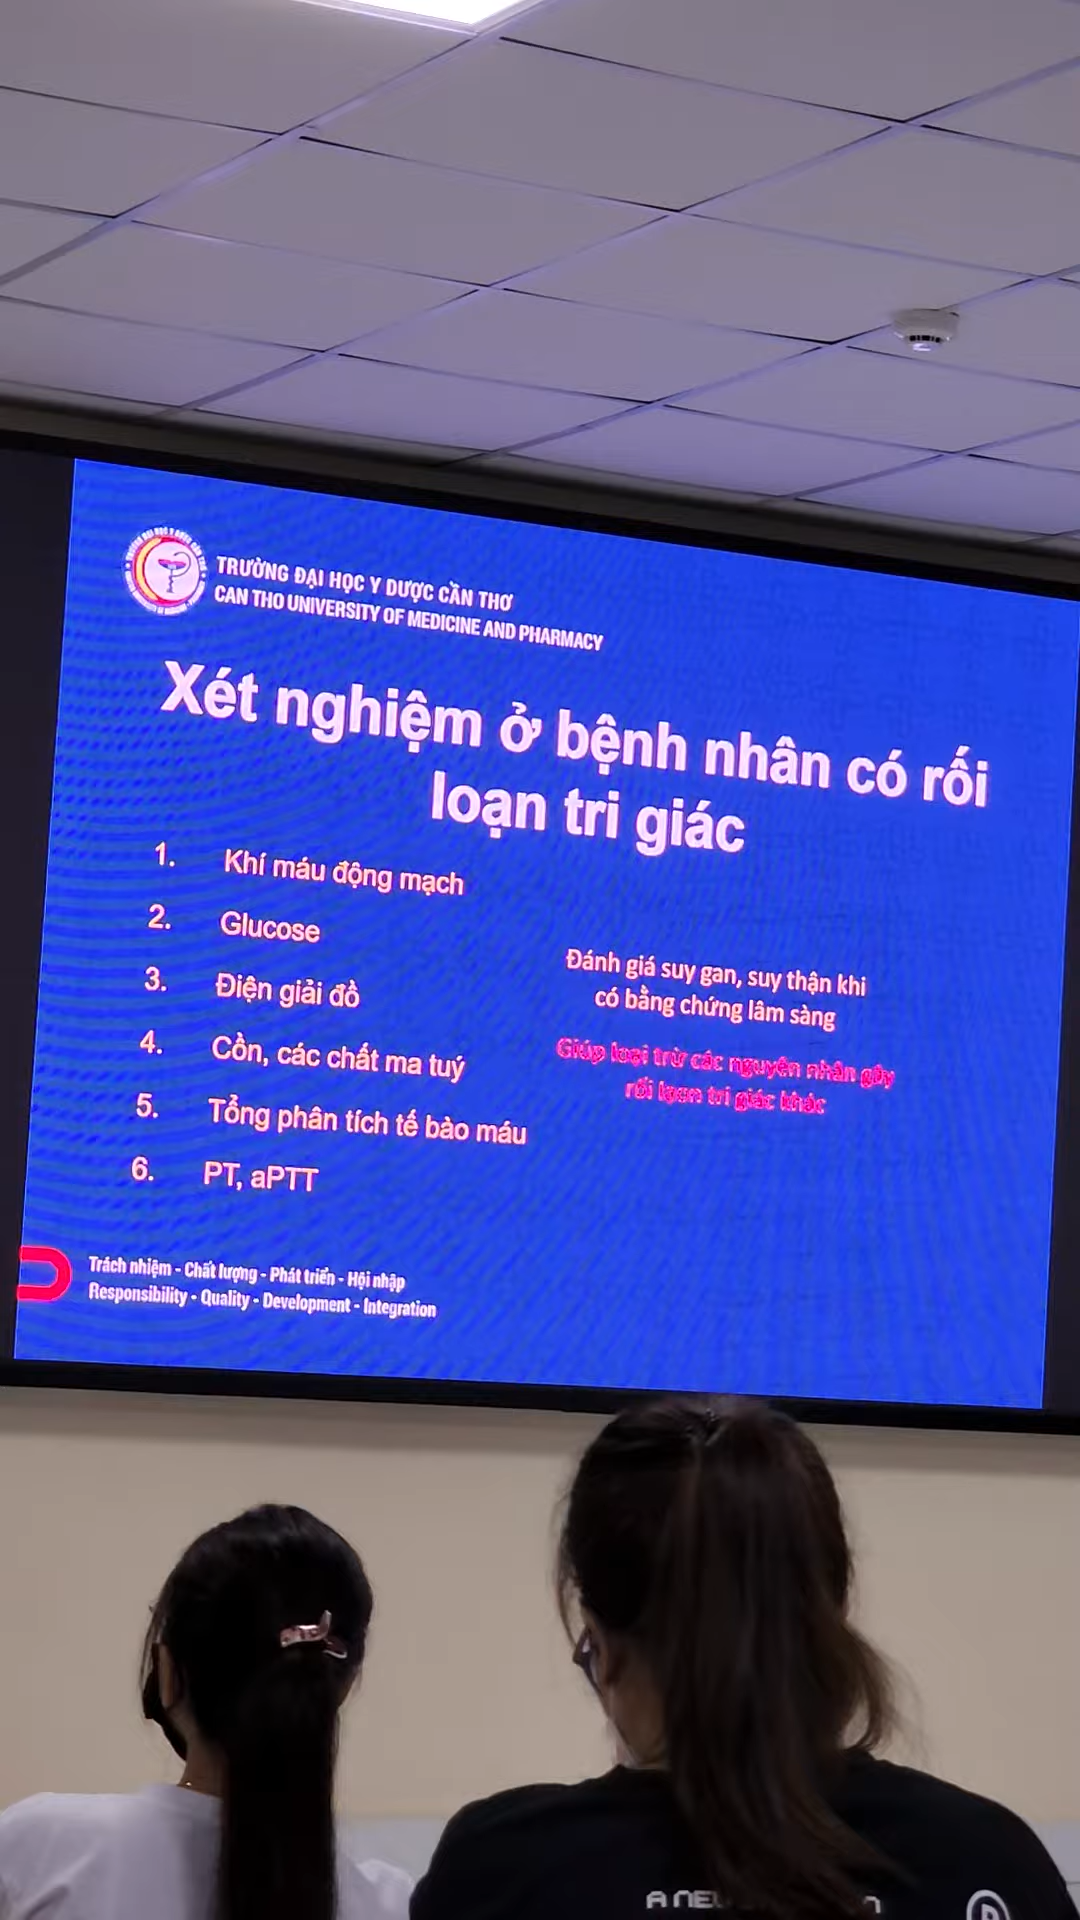 TRƯỜNG ĐẠI HỌC Y DƯỢC CẦN THƠ
CAN THO UNIVERSITY OF MEDICINE AND PHARMACY
Xét nghiệm ở bệnh nhân có rối
loạn tri giác
1. Khí máu động mạch
2. Glucose
3. Điện giải đồ
4. Cồn, các chất ma tuý
5. Tổng phân tích tế bào máu
6. PT, aPTT
Đánh giá suy gan, suy thận khi
có bằng chứng lâm sàng
Giúp loại trừ các nguyên nhân gây
rối loạn tri giác khác
Trách nhiệm - Chất lượng - Phát triển - Hội nhập
Responsibility - Quality - Development - Integration
A